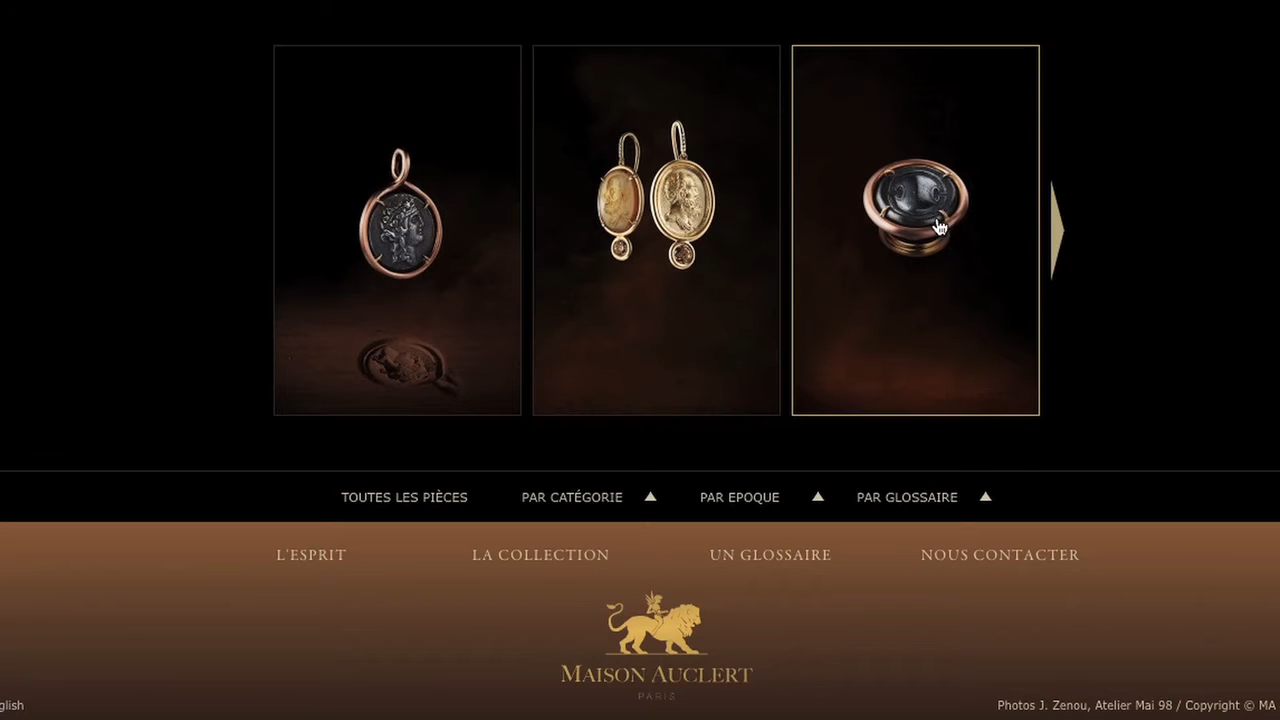 TOUTES LES PIÈCES PAR CATÉGORIE PAR EPOQUE PAR GLOSSAIRE
L'ESPRIT LA COLLECTION UN GLOSSAIRE NOUS CONTACTER
MAISON AUCLERT
PARIS
glish Photos J. Zenou, Atelier Mai 98 / Copyright © MA